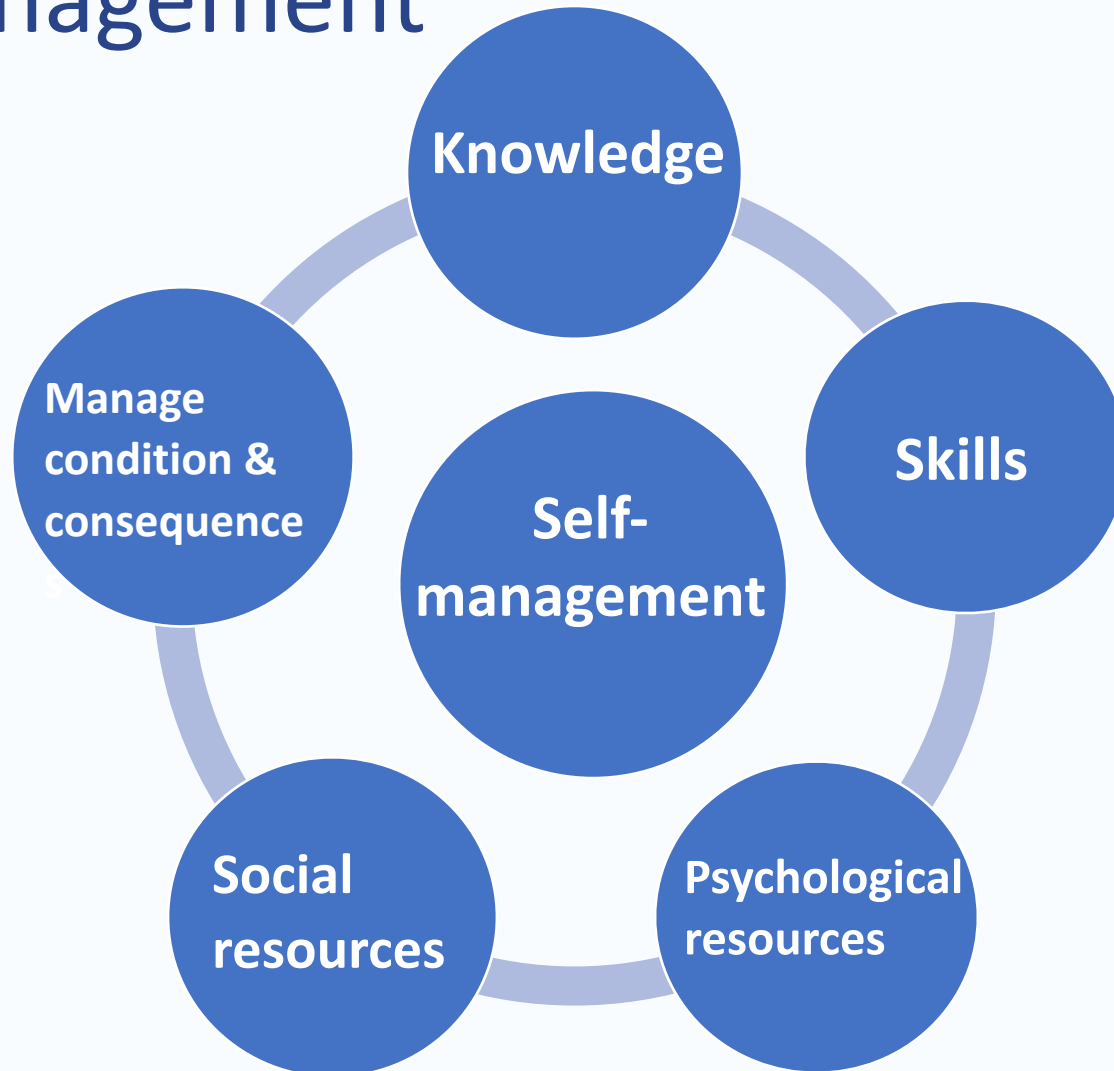 nagement
Knowledge
Manage
condition &
consequence
s
Skills
Self-
management
Social
resources
Psychological
resources